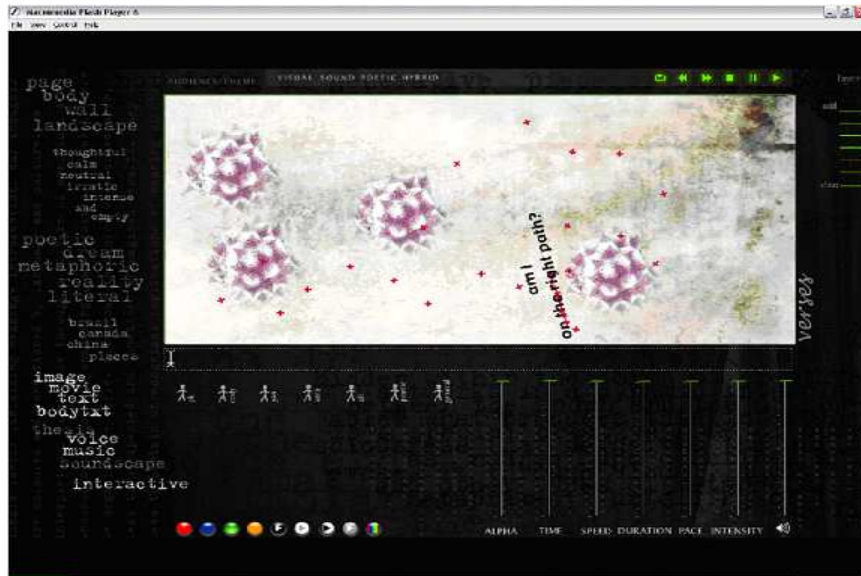 Macromedia Flash Player 6
File View Control Help
AUDIENCE/THEME VISUAL SOUND POETIC HYBRID
page
body
wall
landscape
thoughtful
calm
neutral
irratic
intense
sad
empty
poetic
dream
metaphoric
reality
literal
brasil
canada
china
places
image
movie
text
bodytxt
thesis
voice
music
soundscape
interactive
am I
on the right path?
verses
ALPHA TIME SPEED DURATION PACE INTENSITY
F